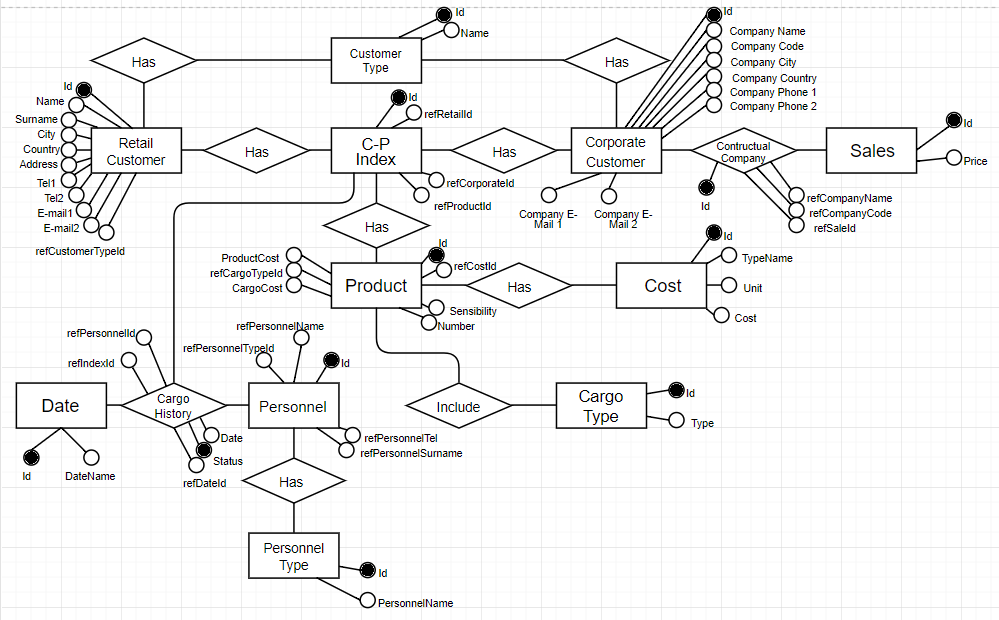 Id
Name
Customer
Type
Has
Has
Id
Company Name
Company Code
Company City
Company Country
Company Phone 1
Company Phone 2
Id
Name
Surname
City
Country
Address
Tel1
Tel2
E-mail1
E-mail2
refCustomerTypeId
Retail
Customer
Has
Id
refRetailId
C-P
Index
refCorporateId
refProductId
Has
Corporate
Customer
Company E-
Mail 1
Company E-
Mail 2
Contructual
Company
Id
refCompanyName
refCompanyCode
refSaleId
Sales
Id
Price
Has
ProductCost
refCargoTypeId
CargoCost
Product
Id
refCostId
Sensibility
Number
Has
Cost
Id
TypeName
Unit
Cost
refPersonnelId
refIndexId
refPersonnelName
refPersonnelTypeId
Id
Date
Id
DateName
Cargo
History
Date
Status
refDateId
Personnel
refPersonnelTel
refPersonnelSurname
Include
Cargo
Type
Id
Type
Has
Personnel
Type
Id
PersonnelName